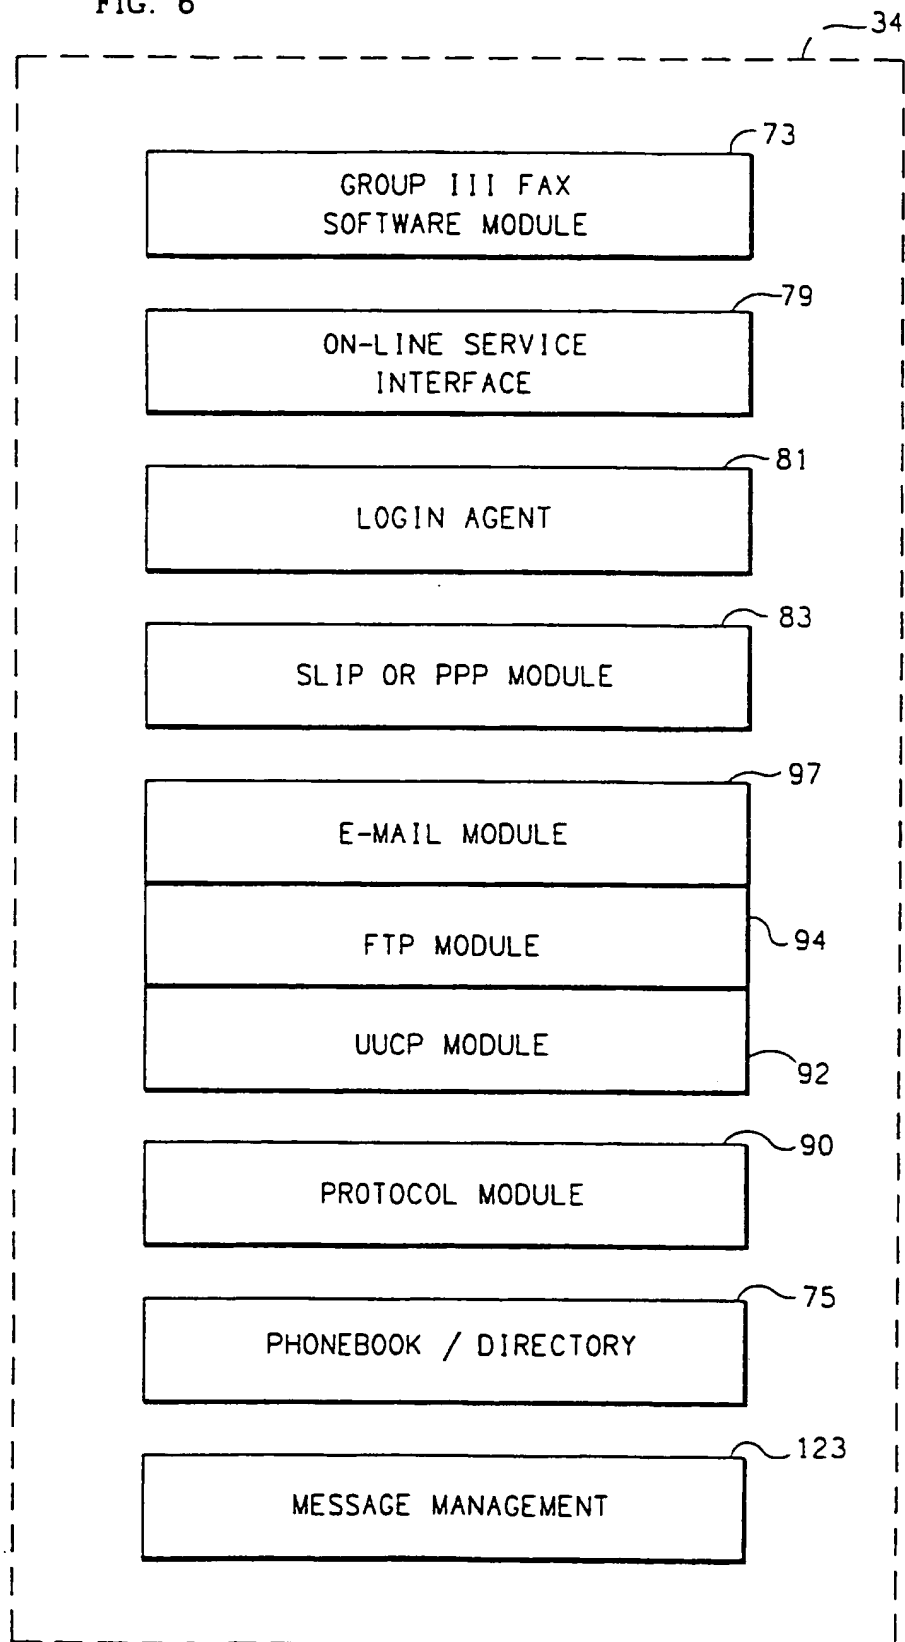 FIG. 6
34
73
GROUP III FAX
SOFTWARE MODULE
79
ON-LINE SERVICE
INTERFACE
81
LOGIN AGENT
83
SLIP OR PPP MODULE
97
E-MAIL MODULE
FTP MODULE
94
UUCP MODULE
92
90
PROTOCOL MODULE
75
PHONEBOOK / DIRECTORY
123
MESSAGE MANAGEMENT